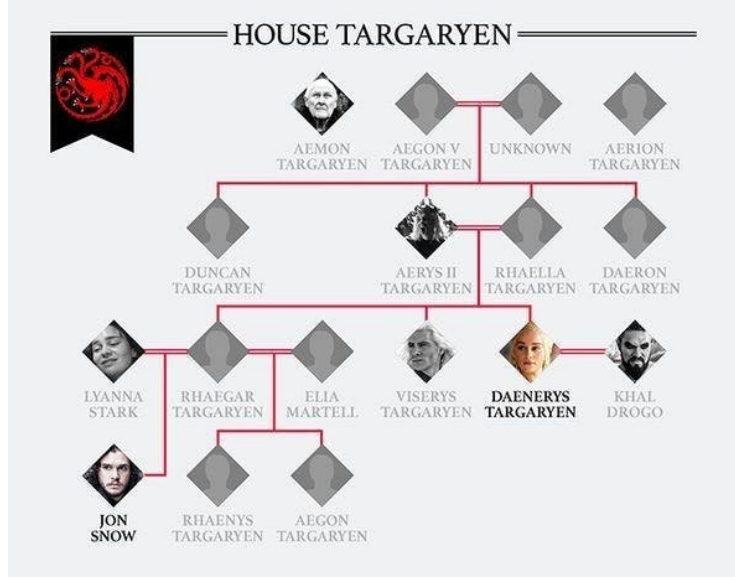 HOUSE TARGARYEN
AEMON
TARGARYEN
AEGON V
TARGARYEN
UNKNOWN
AERION
TARGARYEN
DUNCAN
TARGARYEN
AERYS II
TARGARYEN
RHAELLA
TARGARYEN
DAERON
TARGARYEN
LYANNA
STARK
RHAEGAR
TARGARYEN
ELIA
MARTELL
VISERYS
TARGARYEN
DAENERYS
TARGARYEN
KHAL
DROGO
JON
SNOW
RHAENYS
TARGARYEN
AEGON
TARGARYEN